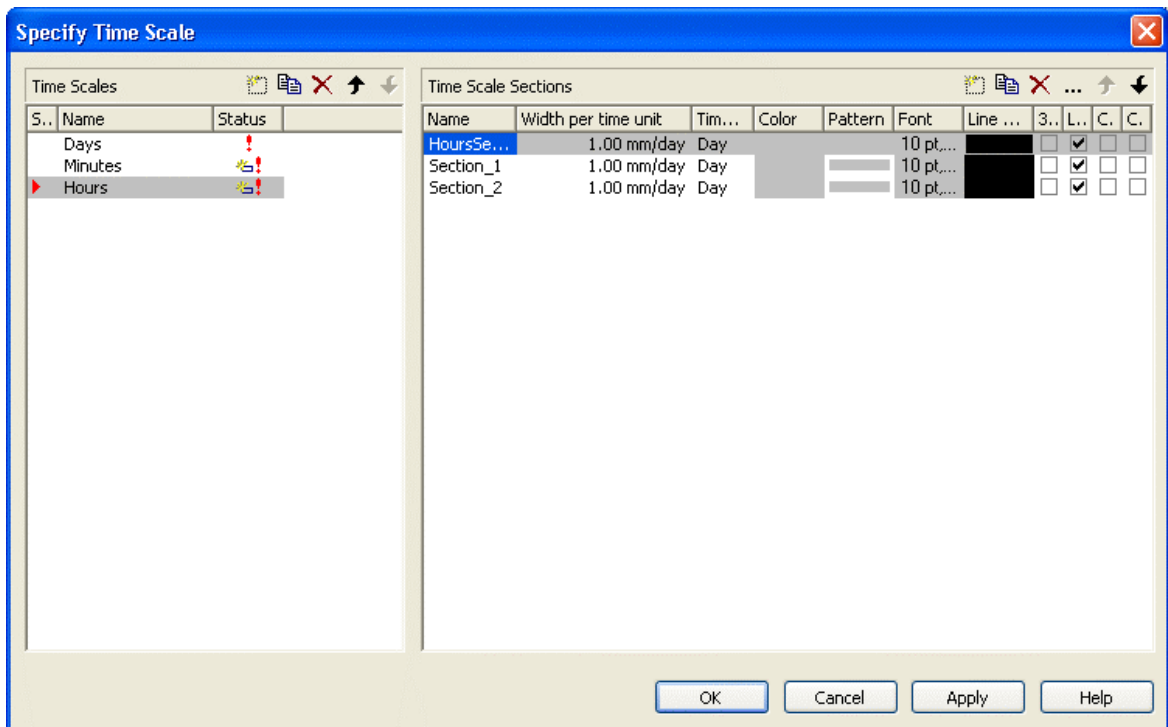 Specify Time Scale
Time Scales
S.. Name Status
Days
Minutes
Hours
Time Scale Sections ...
Name Width per time unit Tim... Color Pattern Font Line ... 3.. L.. C. C.
HoursSe... 1.00 mm/day Day 10 pt,...
Section_1 1.00 mm/day Day 10 pt,...
Section_2 1.00 mm/day Day 10 pt,...
OK Cancel Apply Help